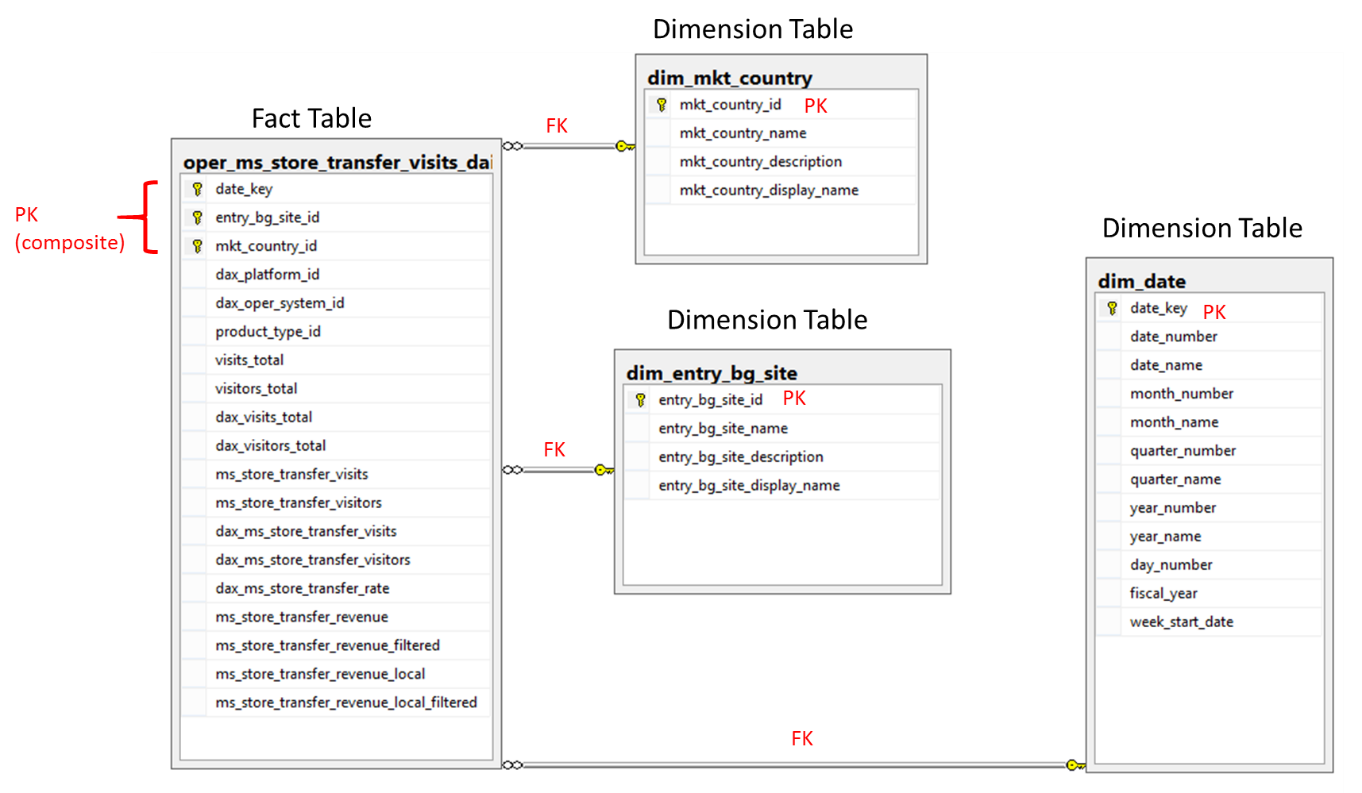 Fact Table
oper_ms_store_transfer_visits_dai
date_key
entry_bg_site_id
mkt_country_id
dax_platform_id
dax_oper_system_id
product_type_id
visits_total
visitors_total
dax_visits_total
dax_visitors_total
ms_store_transfer_visits
ms_store_transfer_visitors
dax_ms_store_transfer_visits
dax_ms_store_transfer_visitors
dax_ms_store_transfer_rate
ms_store_transfer_revenue
ms_store_transfer_revenue_filtered
ms_store_transfer_revenue_local
ms_store_transfer_revenue_local_filtered
PK
(composite)
FK
Dimension Table
dim_mkt_country
mkt_country_id PK
mkt_country_name
mkt_country_description
mkt_country_display_name
FK
Dimension Table
dim_entry_bg_site
entry_bg_site_id PK
entry_bg_site_name
entry_bg_site_description
entry_bg_site_display_name
FK
Dimension Table
dim_date
date_key PK
date_number
date_name
month_number
month_name
quarter_number
quarter_name
year_number
year_name
day_number
fiscal_year
week_start_date